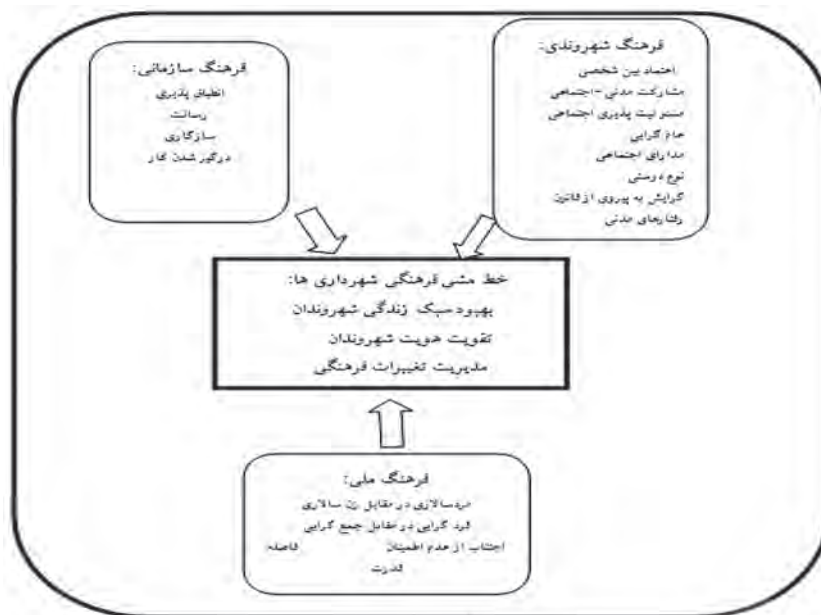 فرهنگ شهروندی:
اعتماد بین شخصی
مشارکت مدنی-اجتماعی
مسئولیت پذیری اجتماعی
عام گرایی
مدارای اجتماعی
نوع دوستی
گرایش به پیروی از قانون
رفتارهای مدنی
فرهنگ سازمانی:
انطباق پذیری
رسالت
سازگاری
درگیر شدن کار
خط مشی فرهنگی شهرداری ها:
بهبود سبک زندگی شهروندان
تقویت هویت شهروندان
مدیریت تغییرات فرهنگی
فرهنگ ملی:
مردسالاری در مقابل زن سالاری
فرد گرایی در مقابل جمع گرایی
اجتناب از عدم اطمینان فاصله
قدرت